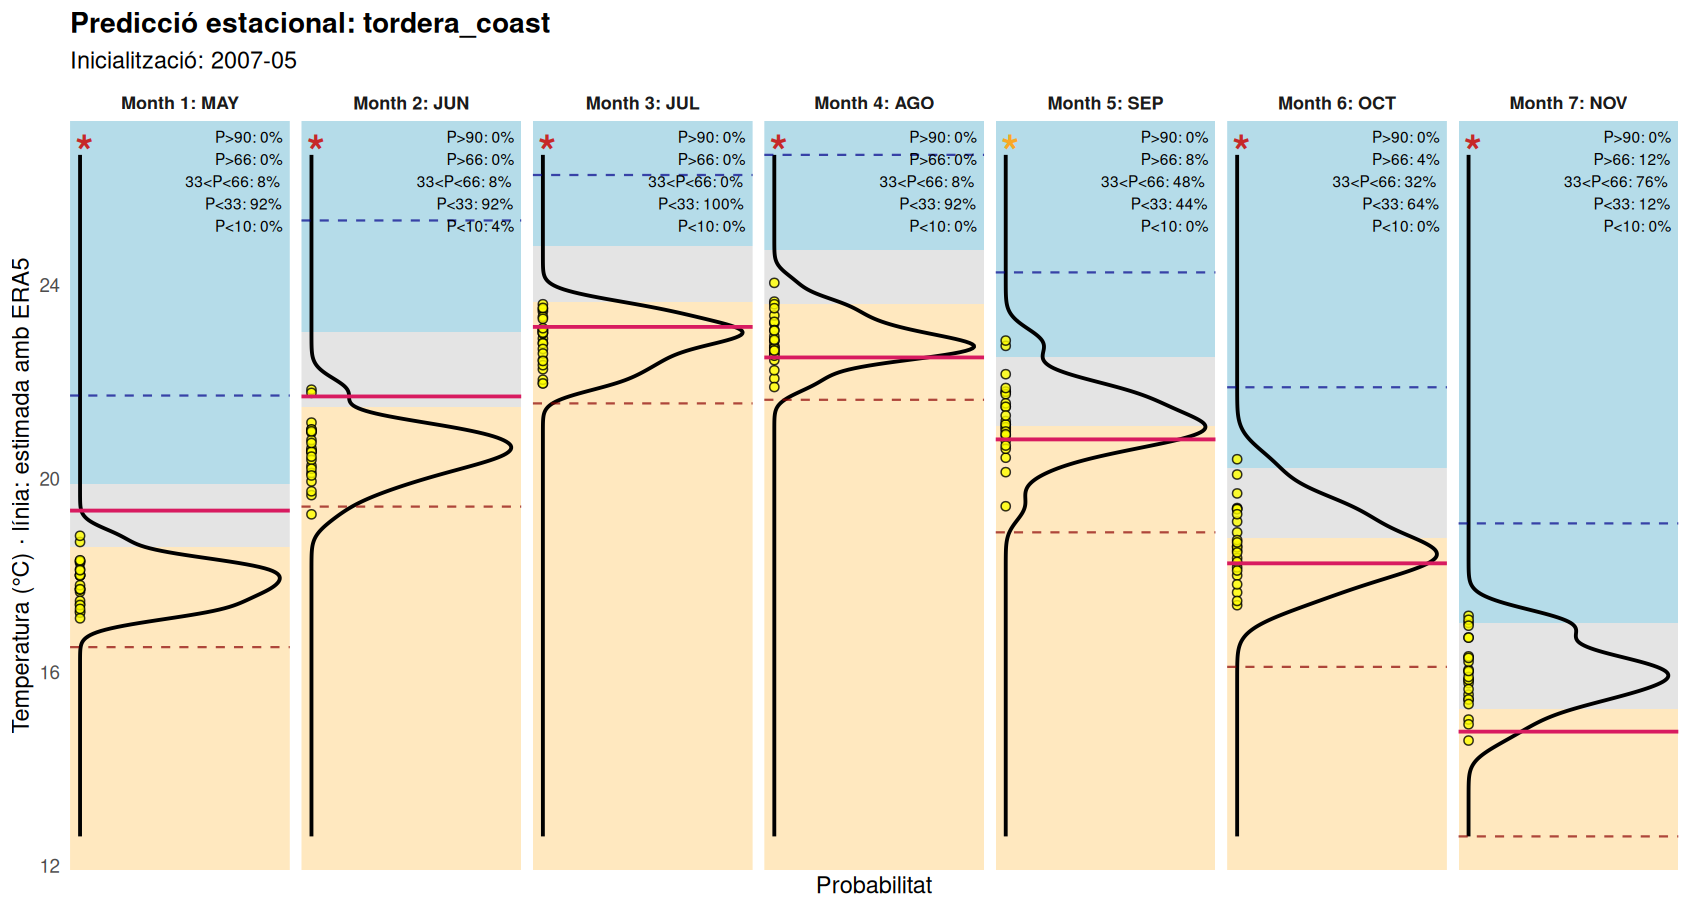 Predicció estacional: tordera_coast
Inicialització: 2007-05
Month 1: MAY
Month 2: JUN
Month 3: JUL
Month 4: AGO
Month 5: SEP
Month 6: OCT
Month 7: NOV
*
P>90: 0%
P>66: 0%
33<P<66: 8%
P<33: 92%
P<10: 0%
*
P>90: 0%
P>66: 0%
33<P<66: 8%
P<33: 92%
P<10: 4%
*
P>90: 0%
P>66: 0%
33<P<66: 0%
P<33: 100%
P<10: 0%
*
P>90: 0%
P>66: 0%
33<P<66: 8%
P<33: 92%
P<10: 0%
*
P>90: 0%
P>66: 8%
33<P<66: 48%
P<33: 44%
P<10: 0%
*
P>90: 0%
P>66: 4%
33<P<66: 32%
P<33: 64%
P<10: 0%
*
P>90: 0%
P>66: 12%
33<P<66: 76%
P<33: 12%
P<10: 0%
Temperatura (°C) · línia: estimada amb ERA5
24
20
16
12
Probabilitat